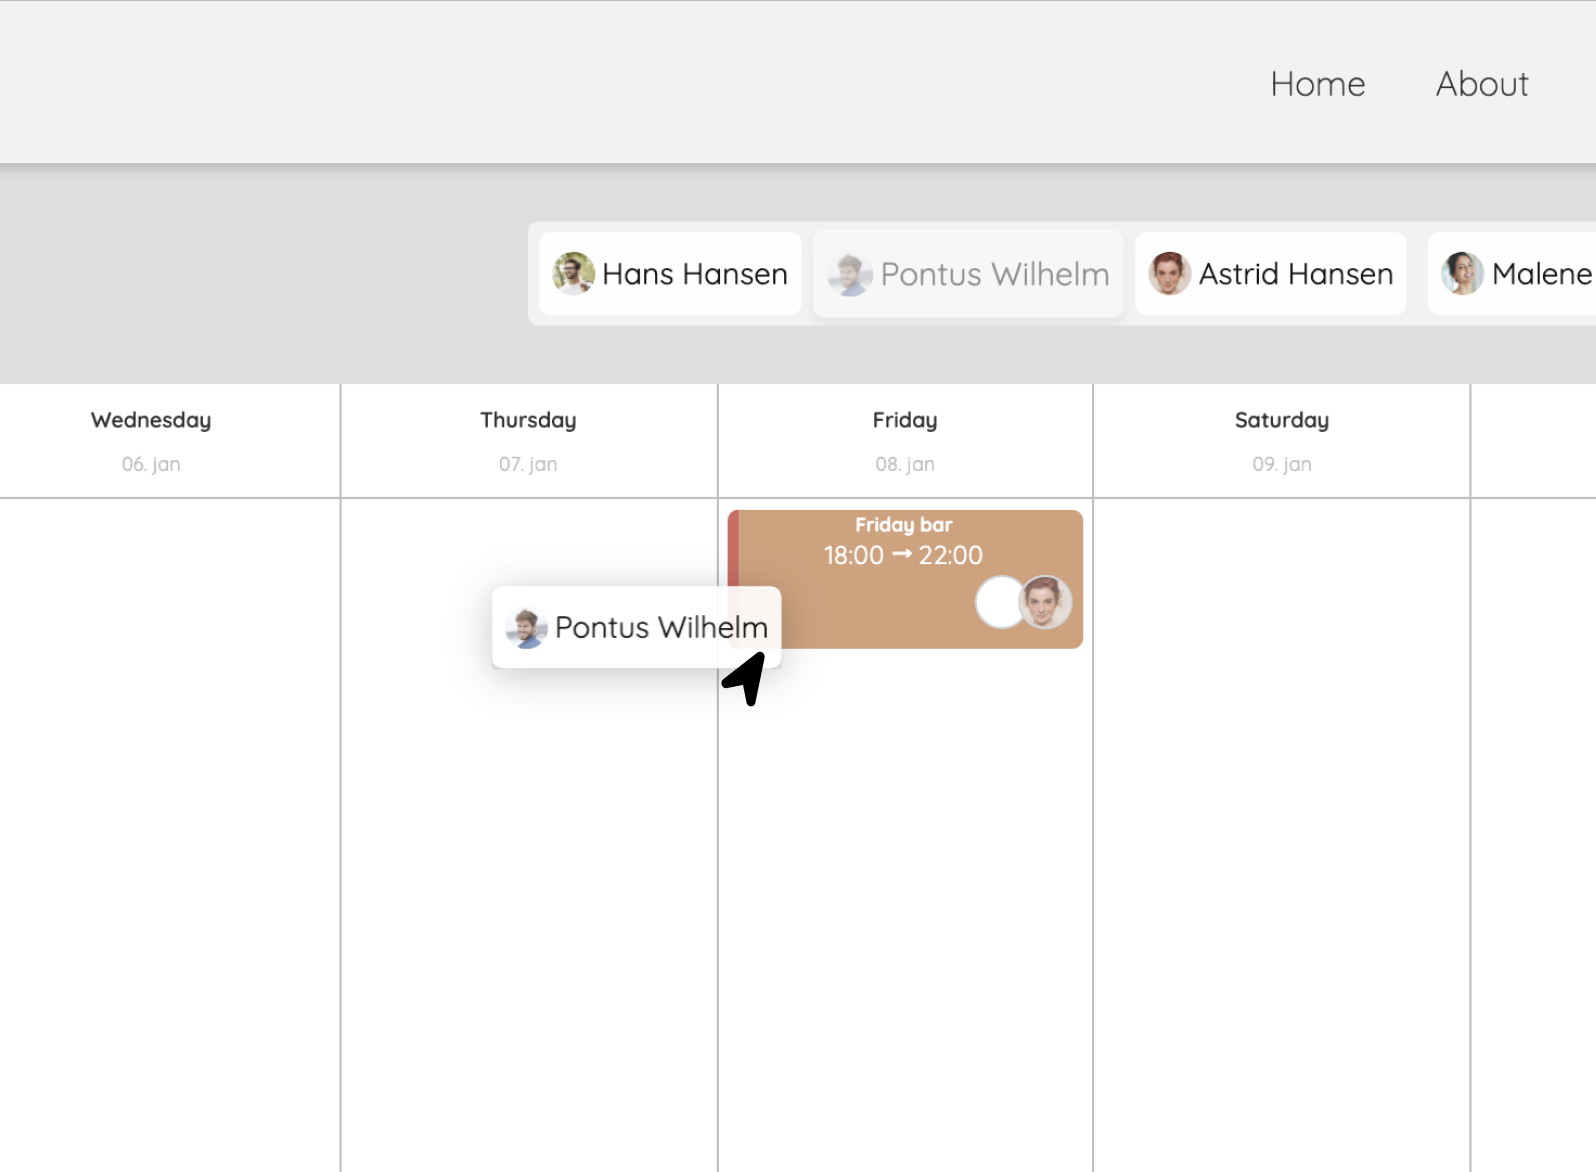 Home About
Hans Hansen Pontus Wilhelm Astrid Hansen Malene
Wednesday Thursday Friday Saturday
06. jan 07. jan 08. jan 09. jan
Friday bar
18:00 → 22:00
Pontus Wilhelm